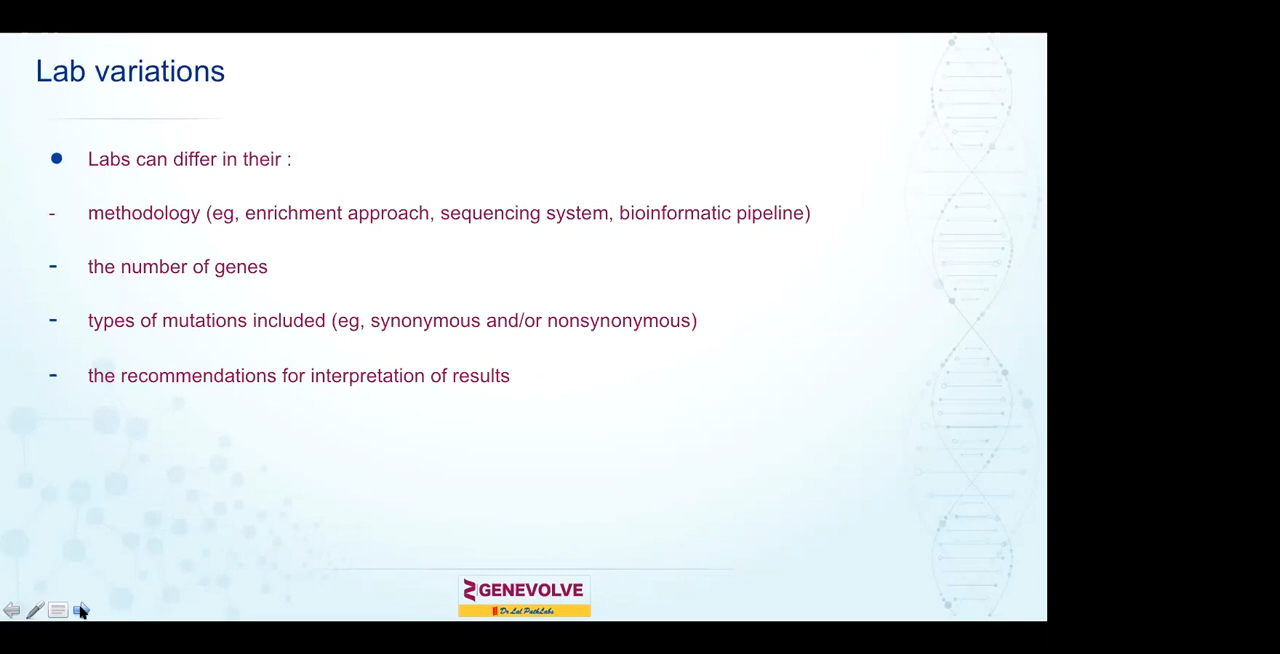 Lab variations
● Labs can differ in their :
- methodology (eg, enrichment approach, sequencing system, bioinformatic pipeline)
- the number of genes
- types of mutations included (eg, synonymous and/or nonsynonymous)
- the recommendations for interpretation of results
GENEVOLVE
Dr Lal PathLabs